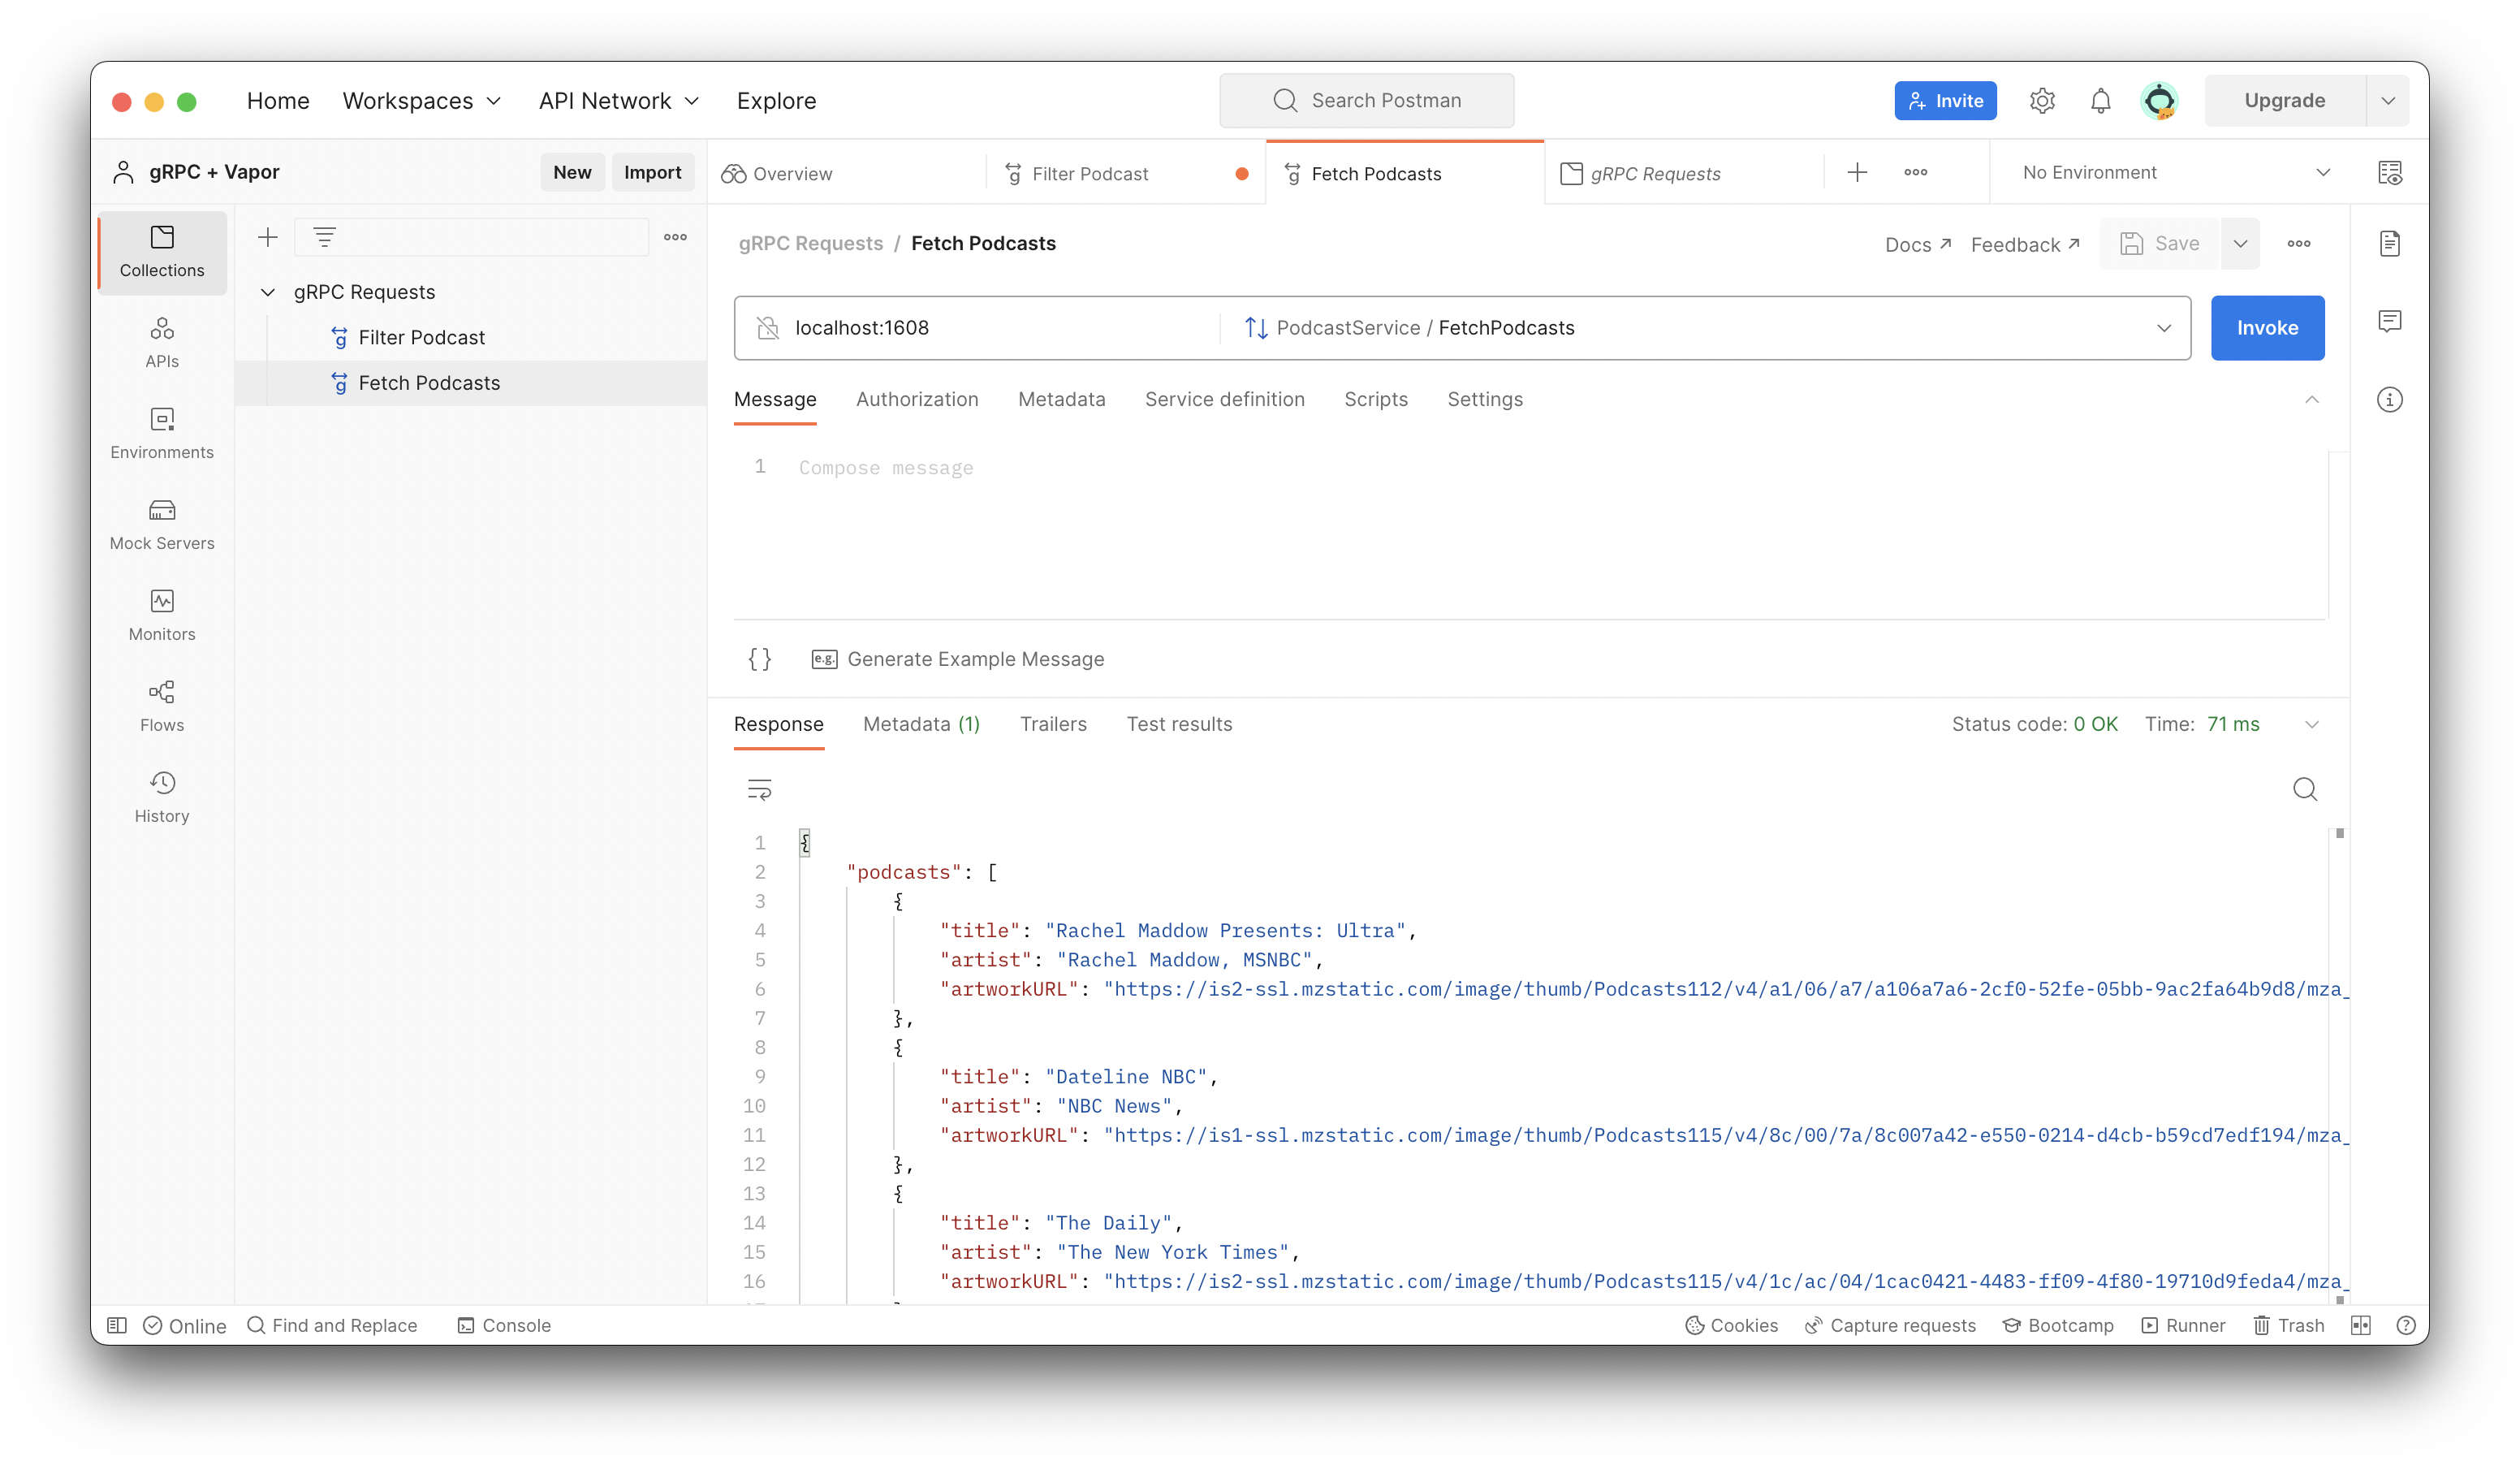 Home Workspaces API Network Explore Search Postman Invite Upgrade
gRPC + Vapor New Import Overview Filter Podcast Fetch Podcasts gRPC Requests No Environment
Collections
APIs
Environments
Mock Servers
Monitors
Flows
History
gRPC Requests
Filter Podcast
Fetch Podcasts
gRPC Requests / Fetch Podcasts Docs Feedback Save
localhost:1608 PodcastService / FetchPodcasts Invoke
Message Authorization Metadata Service definition Scripts Settings
1 Compose message
{} e.g. Generate Example Message
Response Metadata (1) Trailers Test results Status code: 0 OK Time: 71 ms
1 {
2 "podcasts": [
3 {
4 "title": "Rachel Maddow Presents: Ultra",
5 "artist": "Rachel Maddow, MSNBC",
6 "artworkURL": "https://is2-ssl.mzstatic.com/image/thumb/Podcasts112/v4/a1/06/a7/a106a7a6-2cf0-52fe-05bb-9ac2fa64b9d8/mza_
7 },
8 {
9 "title": "Dateline NBC",
10 "artist": "NBC News",
11 "artworkURL": "https://is1-ssl.mzstatic.com/image/thumb/Podcasts115/v4/8c/00/7a/8c007a42-e550-0214-d4cb-b59cd7edf194/mza_
12 },
13 {
14 "title": "The Daily",
15 "artist": "The New York Times",
16 "artworkURL": "https://is2-ssl.mzstatic.com/image/thumb/Podcasts115/v4/1c/ac/04/1cac0421-4483-ff09-4f80-19710d9feda4/mza_
Online Find and Replace Console Cookies Capture requests Bootcamp Runner Trash